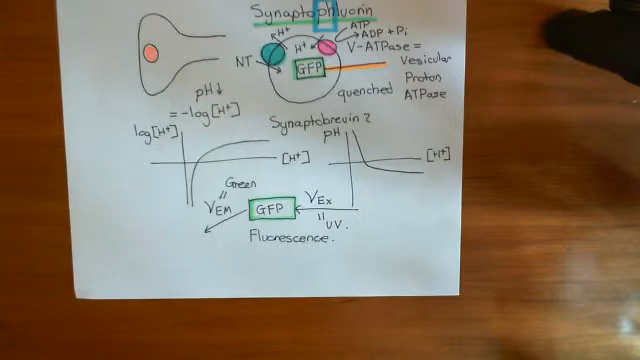 Synaptophluorin
H+
ATP
ADP + Pi
H+
V-ATPase =
NT
GFP
Vesicular
Proton
ATPase
quenched
pH↓
= -log[H+]
Synaptobrevin 2
log[H+]
[H+]
pH
[H+]
Green
=
VEM
GFP
VEx
=
UV.
Fluorescence.